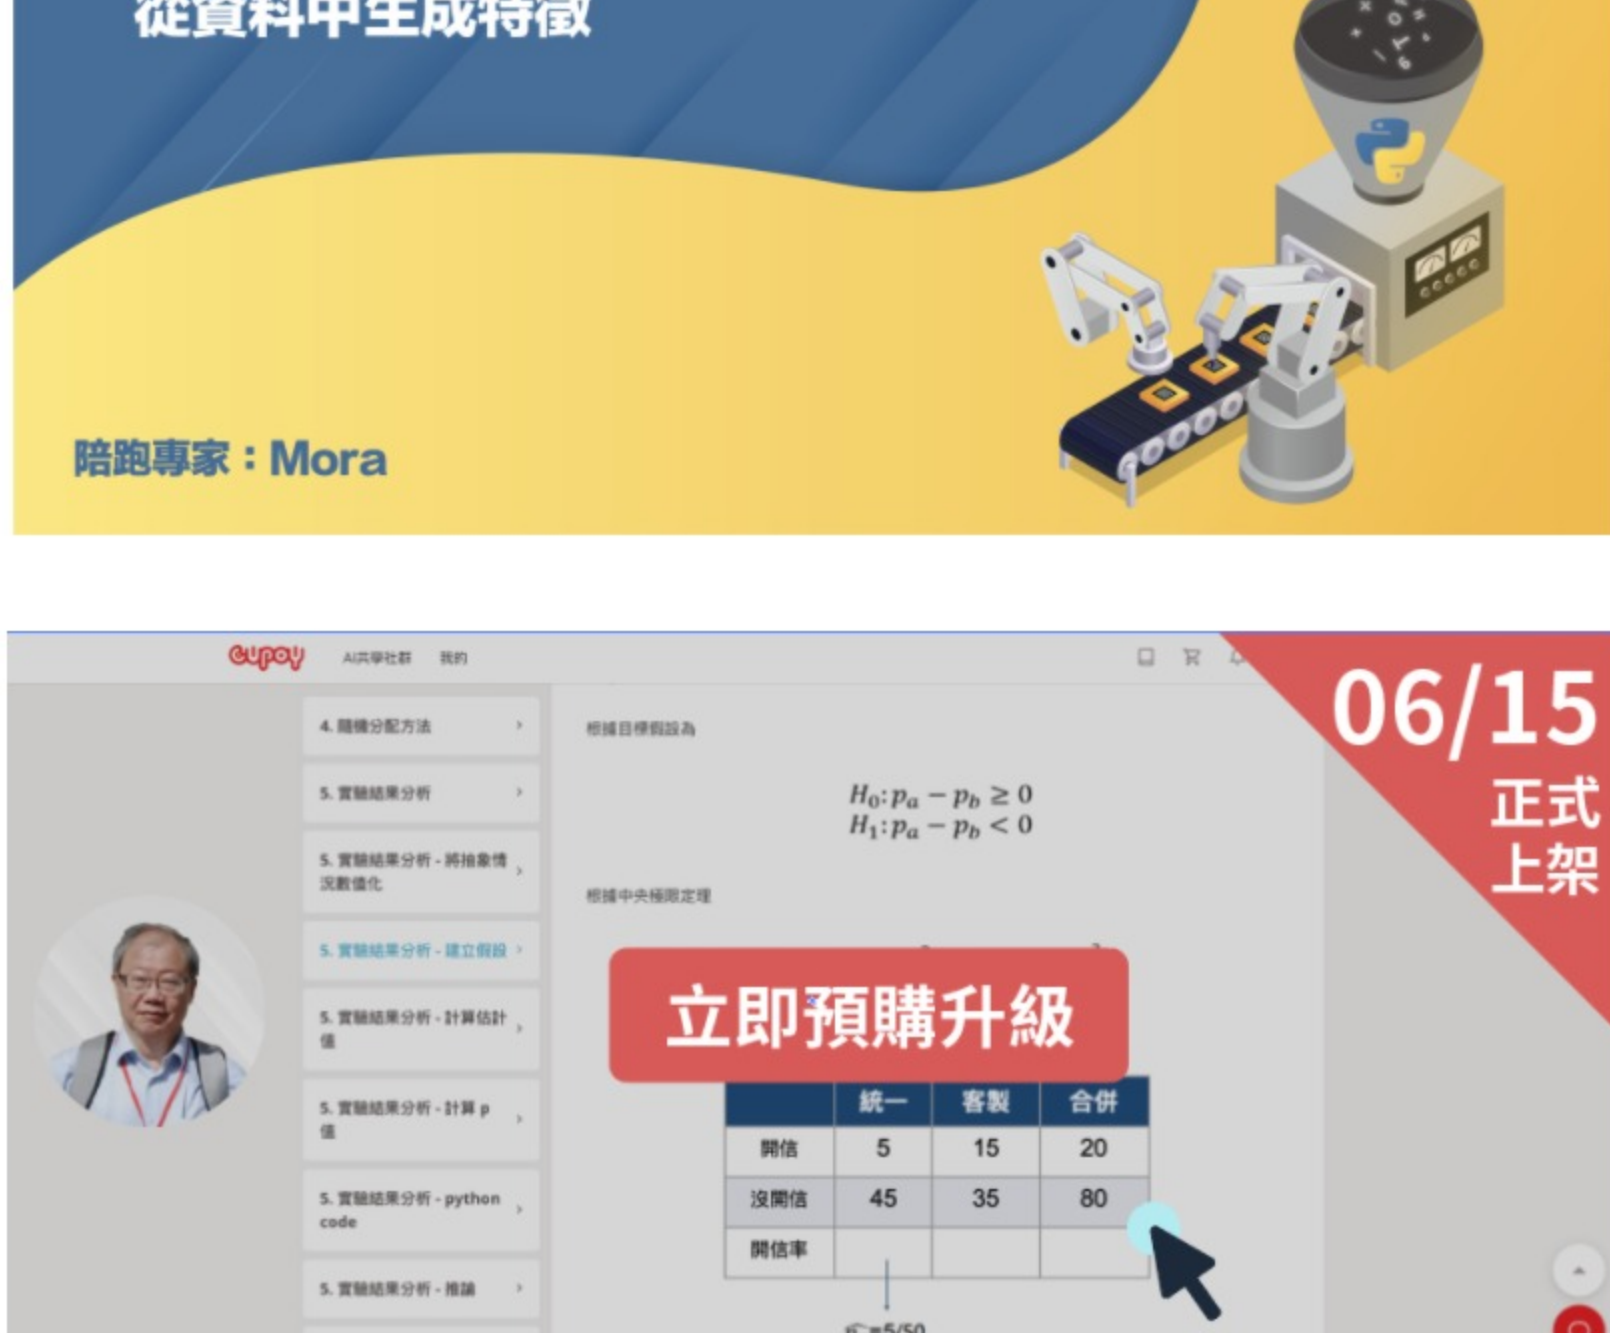 從資料中生成特徵
陪跑專家：Mora
cupoy
AI共學社群
我的
06/15
正式
上架
4. 隨機分配方法
5. 實驗結果分析
5. 實驗結果分析 - 將抽象情
況數值化
5. 實驗結果分析 - 建立假設
5. 實驗結果分析 - 計算估計
值
5. 實驗結果分析 - 計算 p
值
5. 實驗結果分析 - python
code
5. 實驗結果分析 - 推論
根據目標假設為
H₀: pₐ − p_b ≥ 0
H₁: pₐ − p_b < 0
根據中央極限定理
立即預購升級
統一 客製 合併
開信 5 15 20
沒開信 45 35 80
開信率
=5/50